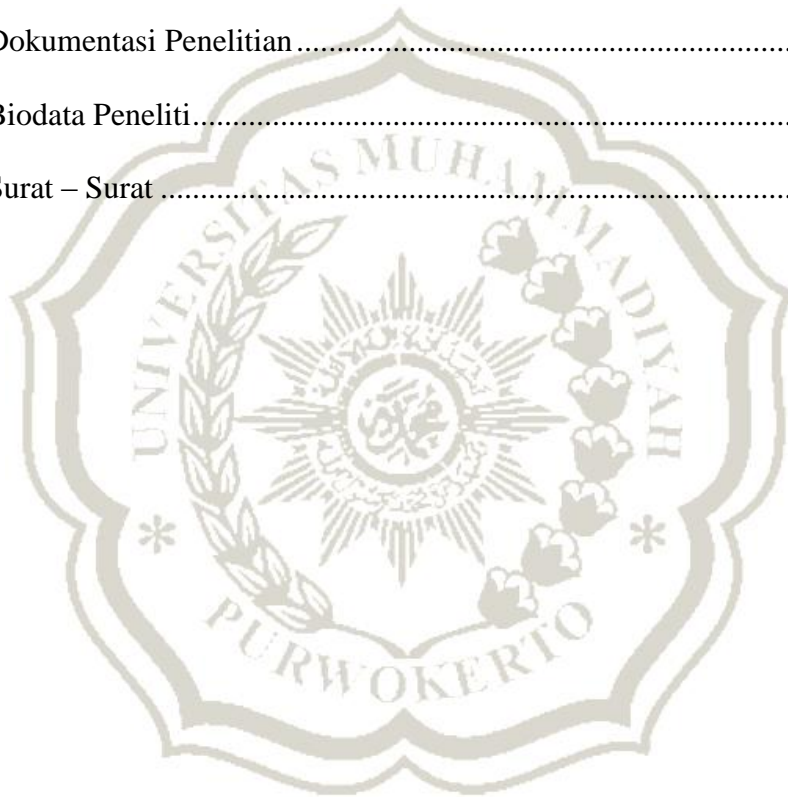 Dokumentasi Penelitian ..........................................................................
Biodata Peneliti.......................................................................................
Surat – Surat ...........................................................................................
UNIVERSITAS MUHAMMADIYAH
* PURWOKERTO *